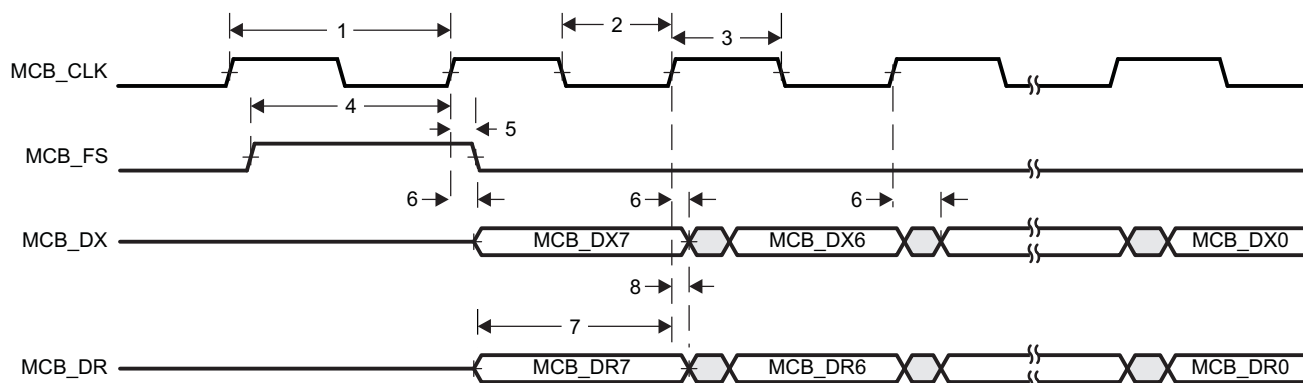 1
2
3
MCB_CLK
4
5
MCB_FS
6
6
6
MCB_DX
MCB_DX7
MCB_DX6
MCB_DX0
8
7
MCB_DR
MCB_DR7
MCB_DR6
MCB_DR0